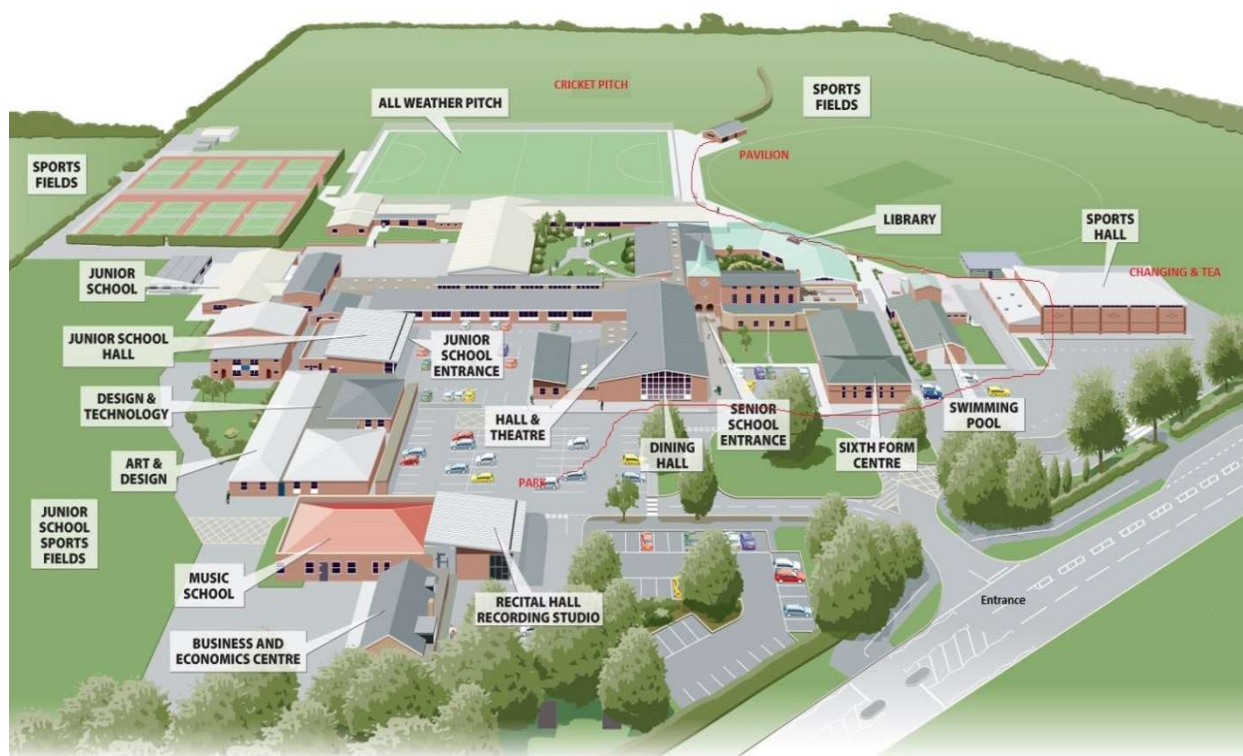 CRICKET PITCH
SPORTS
FIELDS
ALL WEATHER PITCH
PAVILION
SPORTS
FIELDS
LIBRARY
SPORTS
HALL
CHANGING & TEA
JUNIOR
SCHOOL
JUNIOR SCHOOL
HALL
JUNIOR
SCHOOL
ENTRANCE
DESIGN &
TECHNOLOGY
HALL &
THEATRE
DINING
HALL
SENIOR
SCHOOL
ENTRANCE
SIXTH FORM
CENTRE
SWIMMING
POOL
ART &
DESIGN
PARK
JUNIOR
SCHOOL
SPORTS
FIELDS
MUSIC
SCHOOL
RECITAL HALL
RECORDING STUDIO
Entrance
BUSINESS AND
ECONOMICS CENTRE